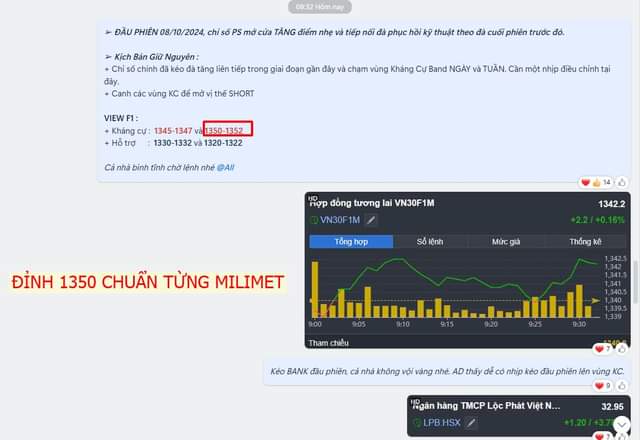 09:32 Hôm nay
➢ ĐẦU PHIÊN 08/10/2024, chỉ số PS mở cửa TĂNG điểm nhẹ và tiếp nối đà phục hồi kỹ thuật theo đà cuối phiên trước đó.
➢ Kịch Bản Giữ Nguyên :
+ Chỉ số chính đã kéo đà tăng liên tiếp trong giai đoạn gần đây và chạm vùng Kháng Cự Band NGÀY và TUẦN. Cần một nhịp điều chỉnh tại
đây.
+ Canh các vùng KC để mở vị thế SHORT
VIEW F1 :
+ Kháng cự : 1345-1347 và 1350-1352
+ Hỗ trợ : 1330-1332 và 1320-1322
Cả nhà bình tĩnh chờ lệnh nhé @All
14
HD
Hợp đồng tương lai VN30F1M 1342.2
VN30F1M +2.2 / +0.16%
Tổng hợp Sổ lệnh Mức giá Thống kê
1,342.5
1,342
1,341.5
1,341
1,340.5
1,340
1,339
9:00 9:05 9:10 9:15 9:20 9:25 9:30
Tham chiếu
7
ĐỈNH 1350 CHUẨN TỪNG MILIMET
Kéo BANK đầu phiên, cả nhà không vội vàng nhé. AD thấy dễ có nhịp kéo đầu phiên lên vùng KC.
9
HD
Ngân hàng TMCP Lộc Phát Việt N... 32.95
LPB HSX +1.20 /
7